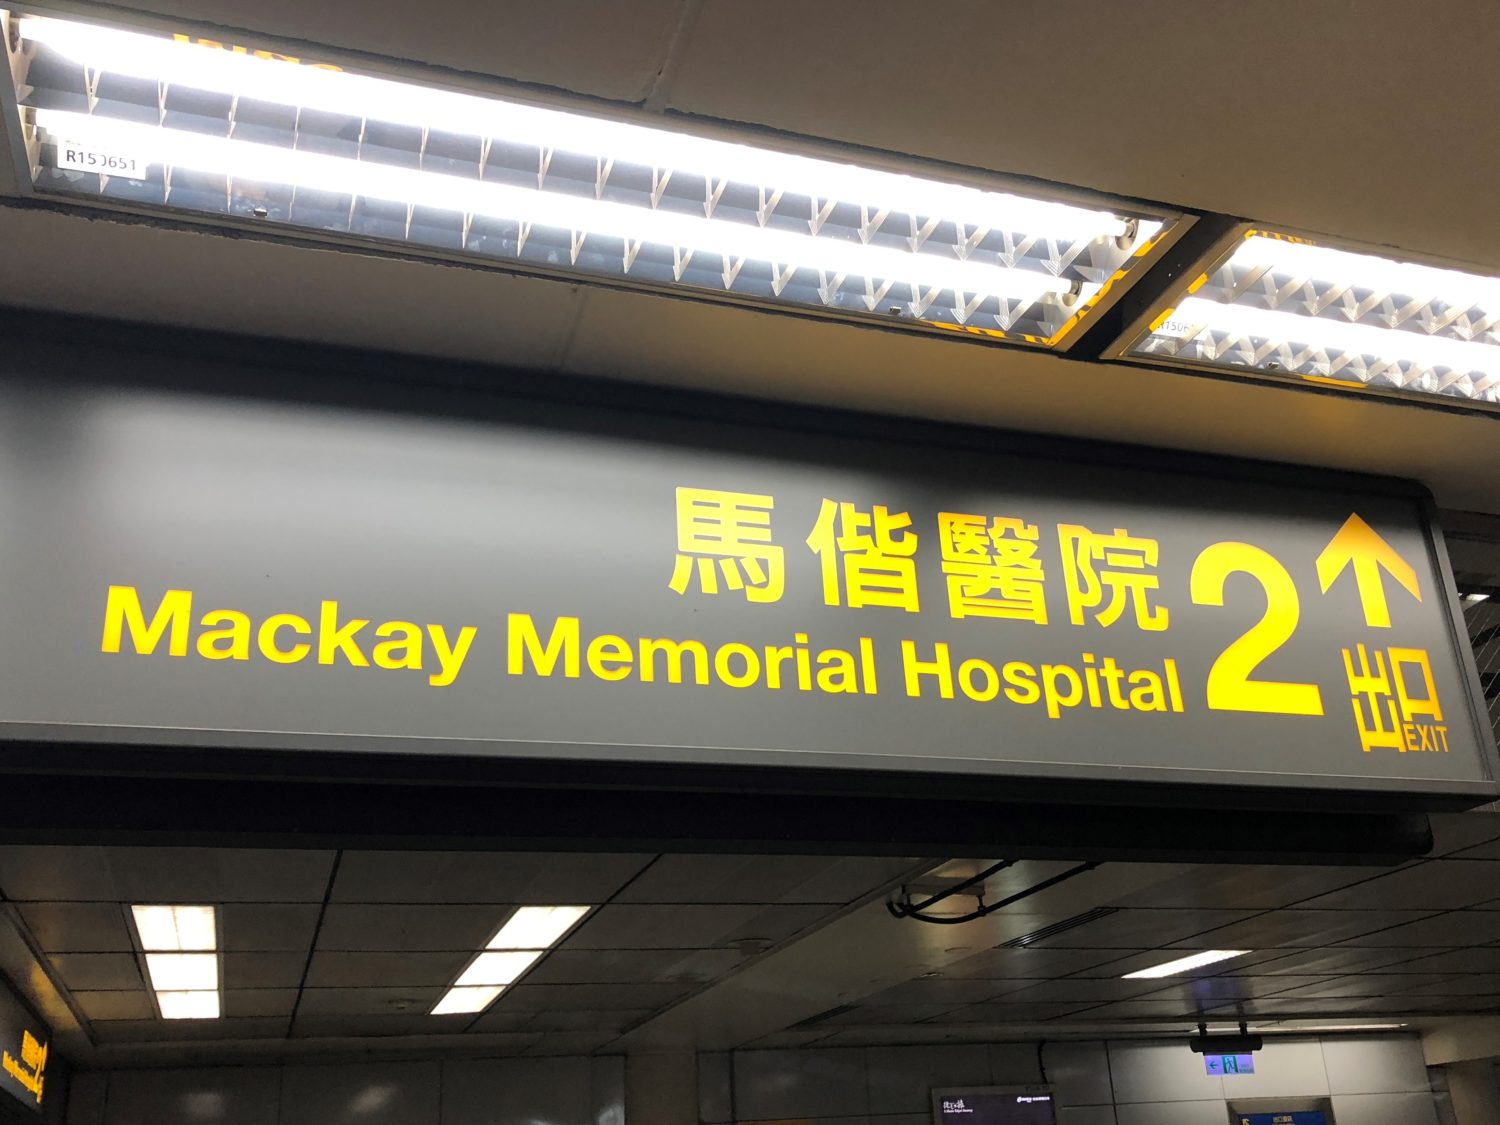 R150651
馬偕醫院
Mackay Memorial Hospital
2
出口
EXIT